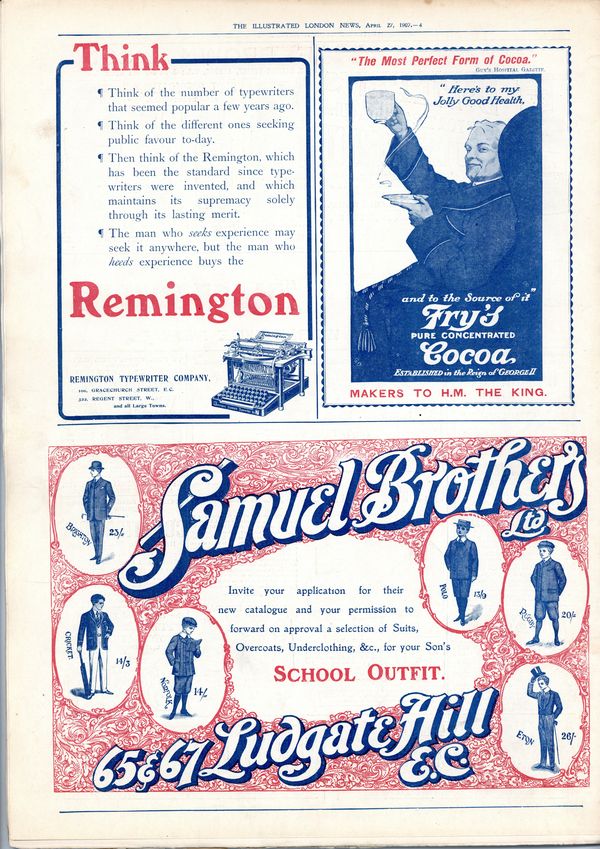 THE ILLUSTRATED LONDON NEWS, APRIL 27, 1907.—4
Think
¶ Think of the number of typewriters
that seemed popular a few years ago.
¶ Think of the different ones seeking
public favour to-day.
¶ Then think of the Remington, which
has been the standard since type-
writers were invented, and which
maintains its supremacy solely
through its lasting merit.
¶ The man who seeks experience may
seek it anywhere, but the man who
heeds experience buys the
Remington
REMINGTON TYPEWRITER COMPANY,
100, GRACECHURCH STREET, E.C.
322, REGENT STREET, W.,
and all Large Towns.
"The Most Perfect Form of Cocoa."
GUY'S HOSPITAL GAZETTE.
"Here's to my
Jolly Good Health,
and to the Source of it"
Fry's
PURE CONCENTRATED
Cocoa,
ESTABLISHED in the Reign of GEORGE II
MAKERS TO H.M. THE KING.
Samuel Brothers
Ltd.
BRIGHTON
CRICKET
14/3
NORFOLK
14/-
POLO
13/9
RUGBY
20/-
ETON
26/-
Invite your application for their
new catalogue and your permission to
forward on approval a selection of Suits,
Overcoats, Underclothing, &c., for your Son's
SCHOOL OUTFIT.
65 & 67 Ludgate Hill
E.C.